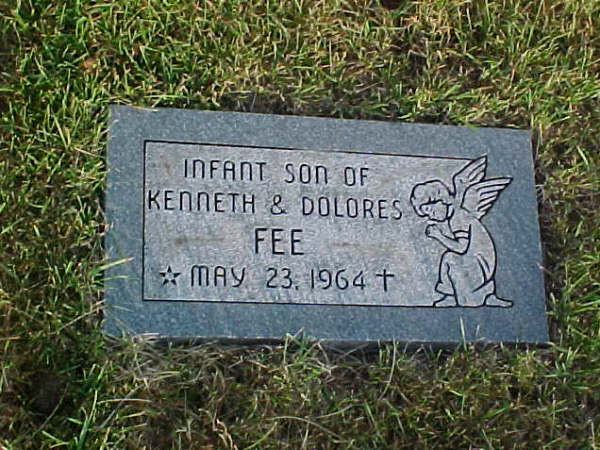 INFANT SON OF
KENNETH & DOLORES
FEE
☆ MAY 23, 1964 †